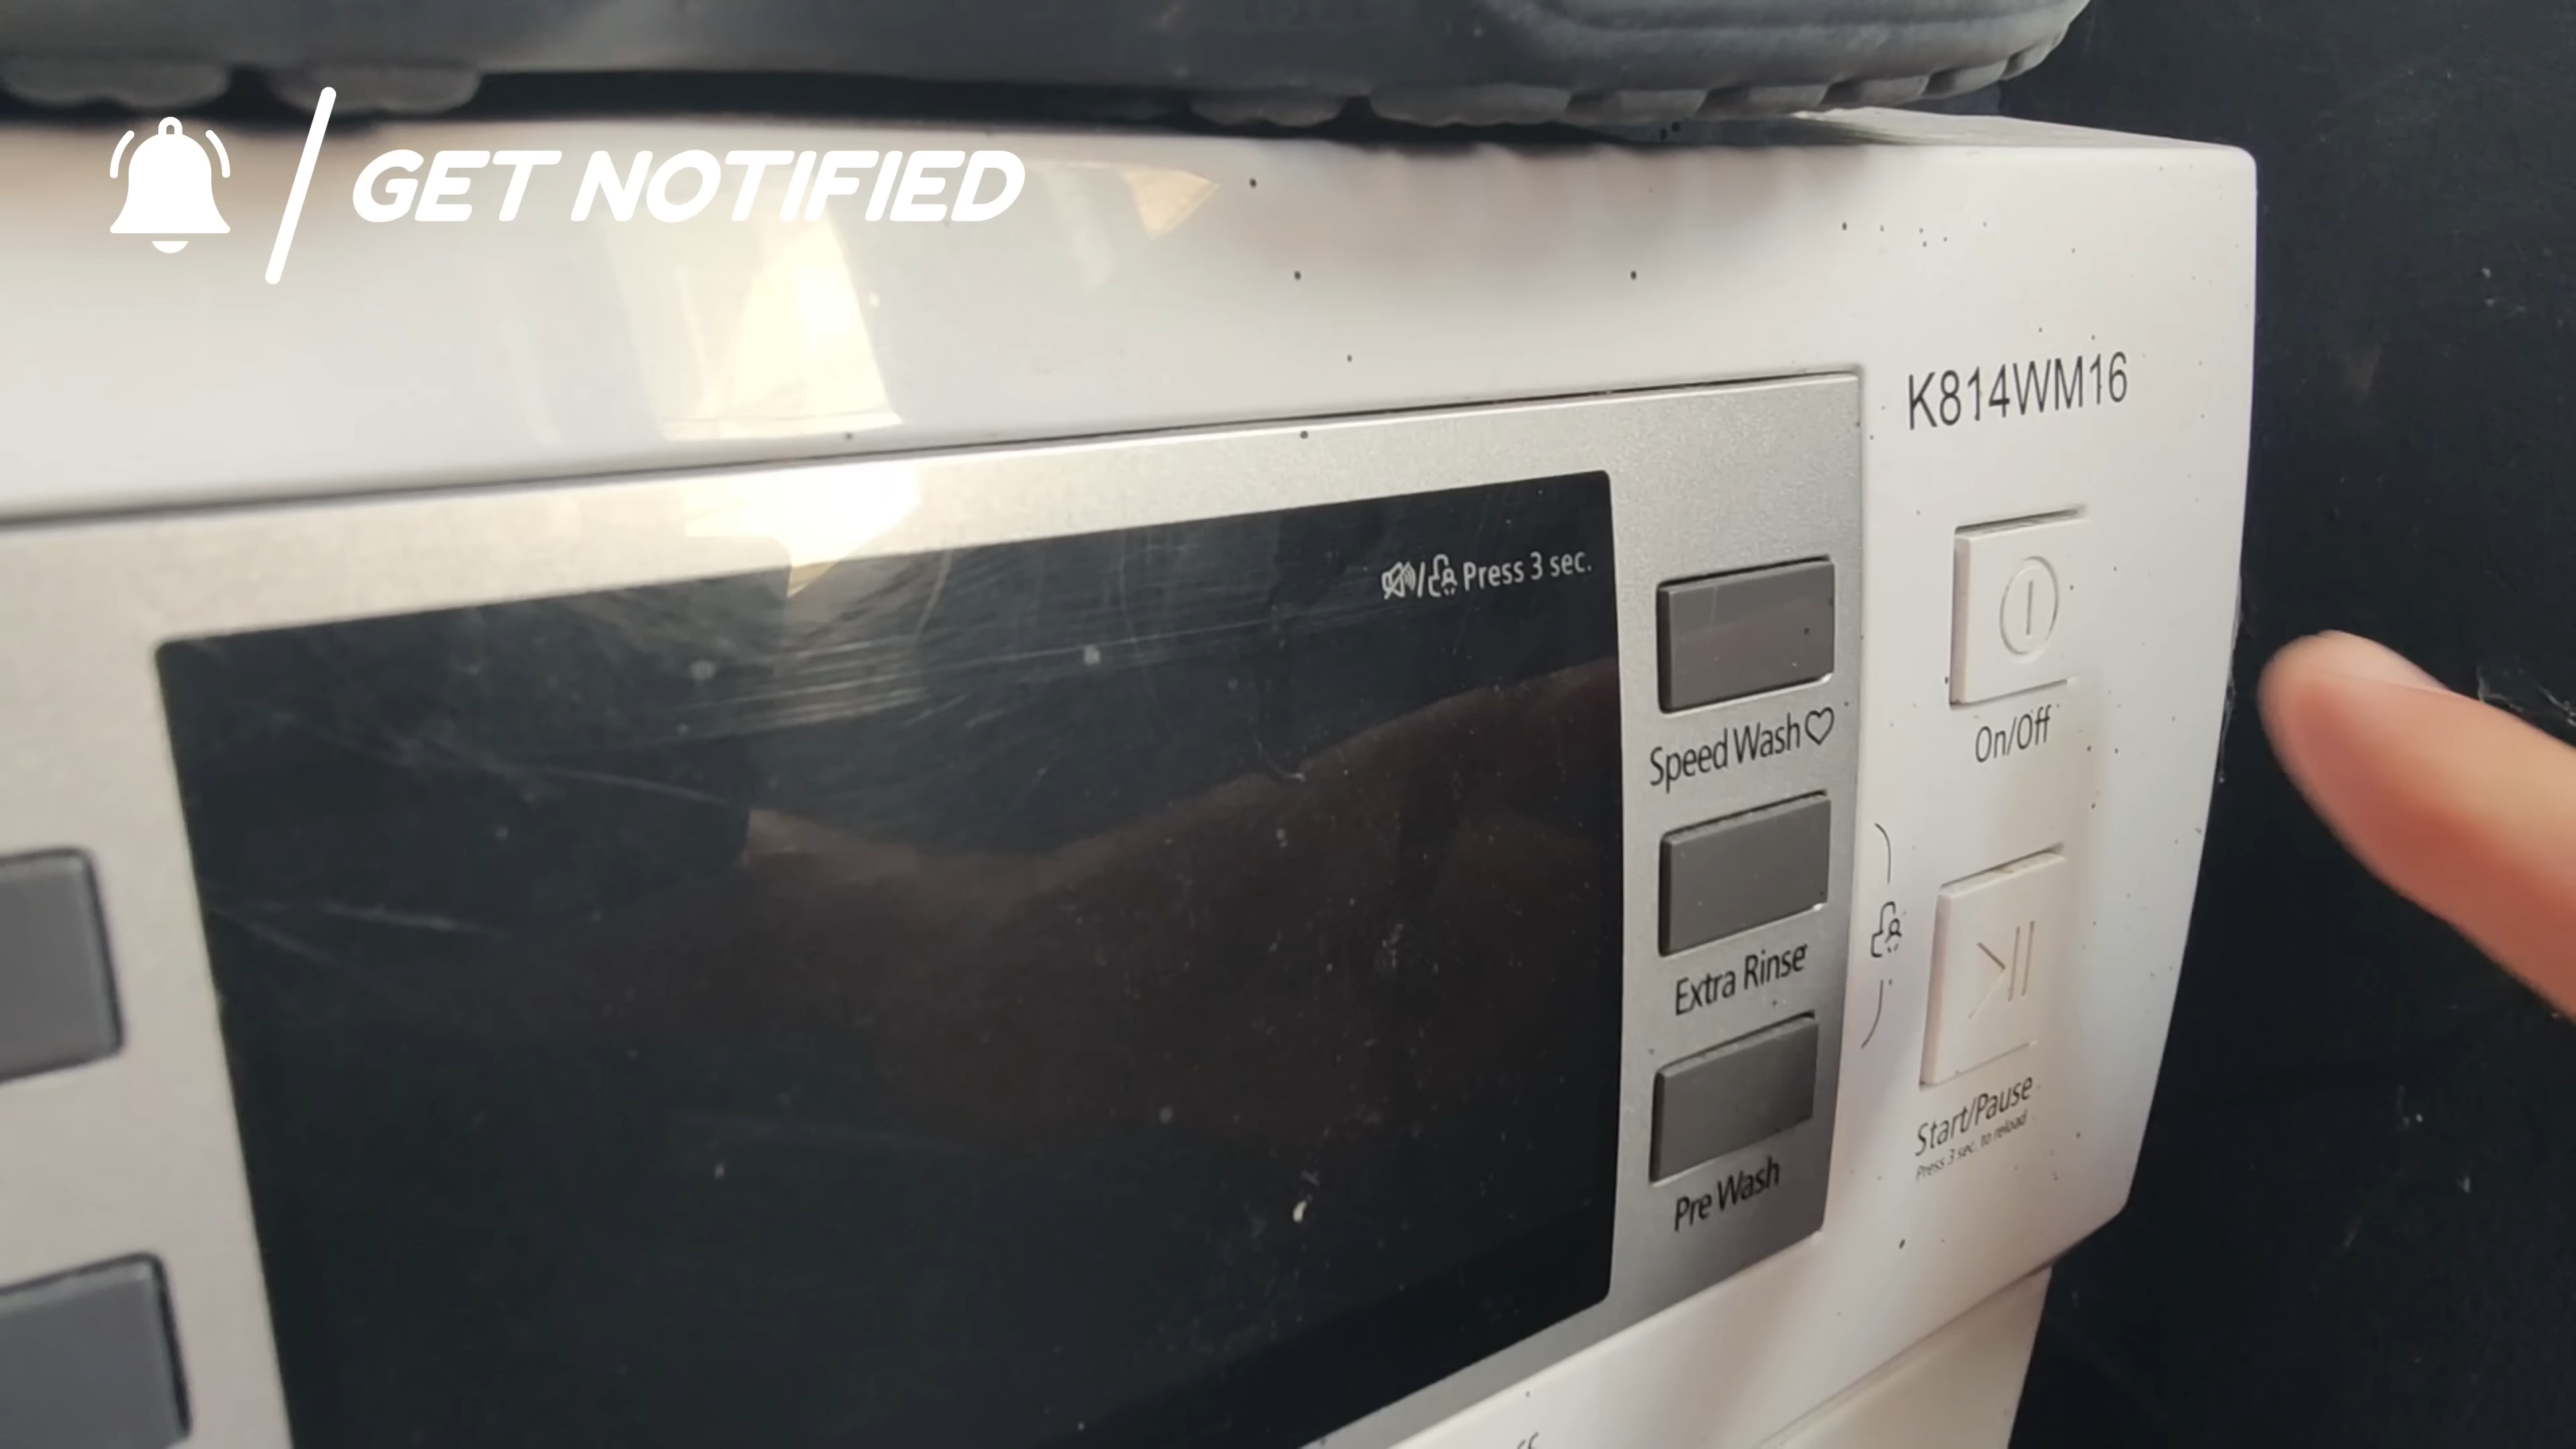 GET NOTIFIED
K814WM16
Press 3 sec.
Speed Wash
On/Off
Extra Rinse
Start/Pause
Press 3 sec. to reload
Pre Wash